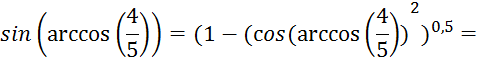 sin(arccos(4/5)) = (1 − (cos(arccos(4/5))²)^0,5 =